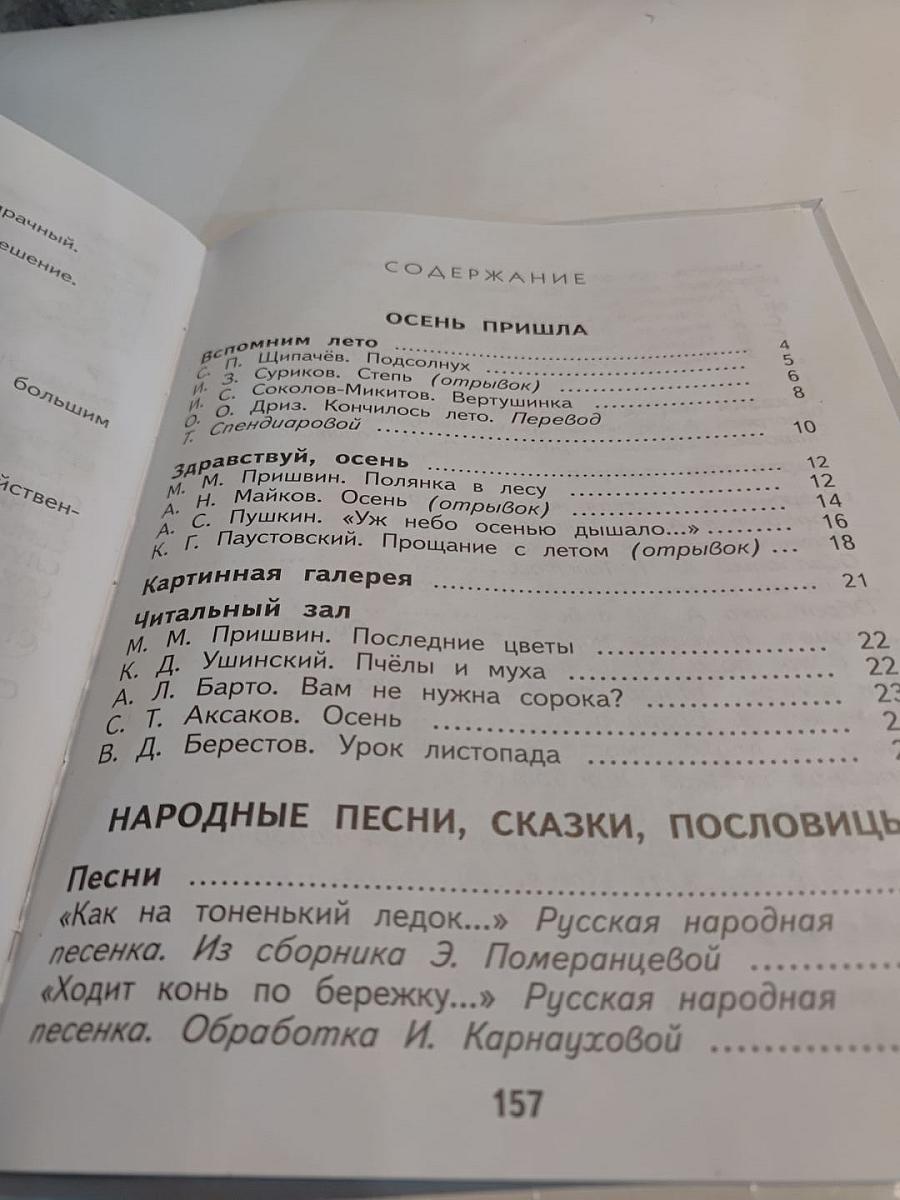 большим
СОДЕРЖАНИЕ
ОСЕНЬ ПРИШЛА
Вспомним лето .......... 4
С. П. Щипачёв. Подсолнух .......... 5
И. З. Суриков. Степь (отрывок) .......... 6
И. С. Соколов-Микитов. Вертушинка .......... 8
О. О. Дриз. Кончилось лето. Перевод
Т. Спендиаровой .......... 10
Здравствуй, осень .......... 12
М. М. Пришвин. Полянка в лесу .......... 12
А. Н. Майков. Осень (отрывок) .......... 14
А. С. Пушкин. «Уж небо осенью дышало...» .......... 16
К. Г. Паустовский. Прощание с летом (отрывок) ... 18
Картинная галерея .......... 21
Читальный зал
М. М. Пришвин. Последние цветы .......... 22
К. Д. Ушинский. Пчёлы и муха .......... 22
А. Л. Барто. Вам не нужна сорока? .......... 23
С. Т. Аксаков. Осень .......... 2
В. Д. Берестов. Урок листопада ..........
НАРОДНЫЕ ПЕСНИ, СКАЗКИ, ПОСЛОВИЦЫ
Песни ..........
«Как на тоненький ледок...» Русская народная
песенка. Из сборника Э. Померанцевой ..........
«Ходит конь по бережку...» Русская народная
песенка. Обработка И. Карнауховой ..........
157